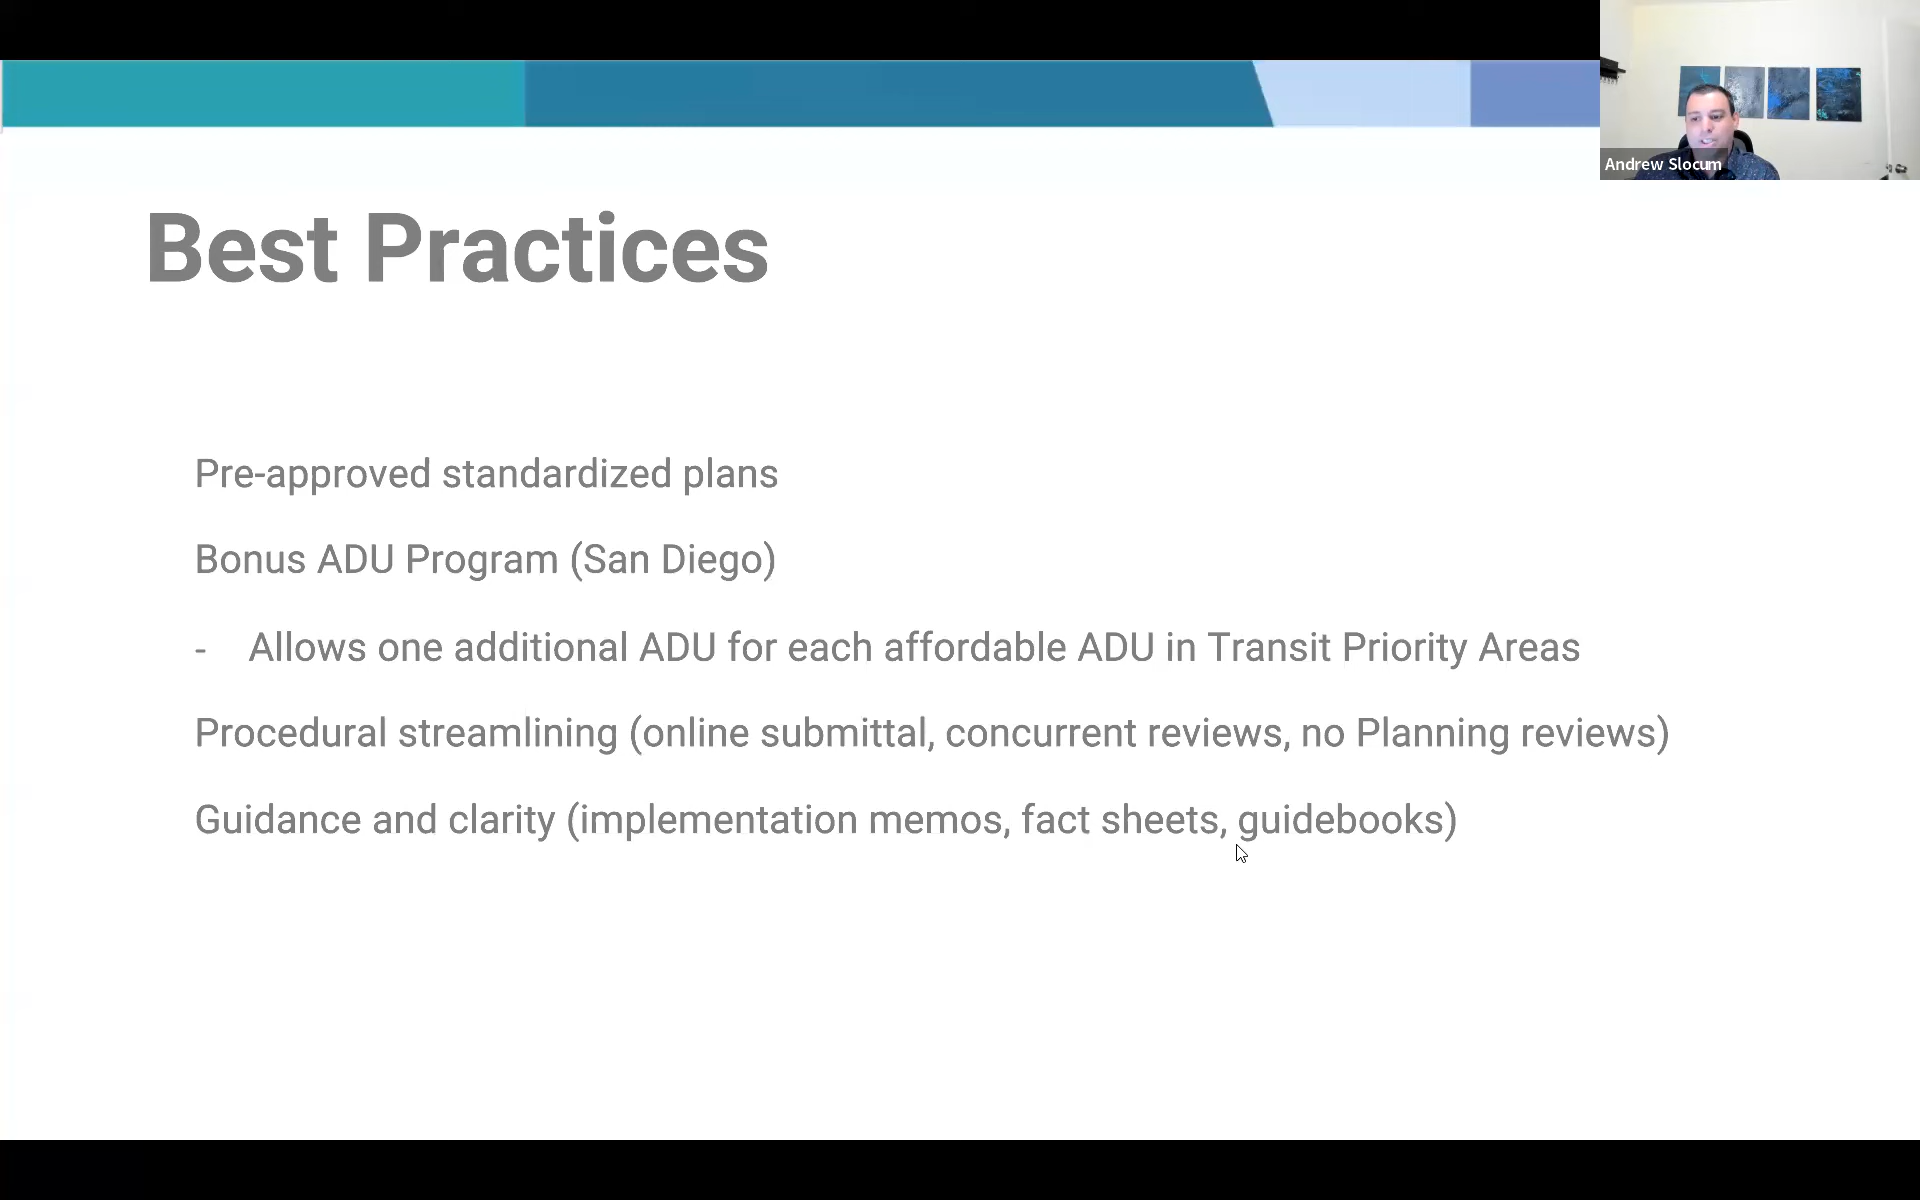 Andrew Slocum
Best Practices
Pre-approved standardized plans
Bonus ADU Program (San Diego)
- Allows one additional ADU for each affordable ADU in Transit Priority Areas
Procedural streamlining (online submittal, concurrent reviews, no Planning reviews)
Guidance and clarity (implementation memos, fact sheets, guidebooks)